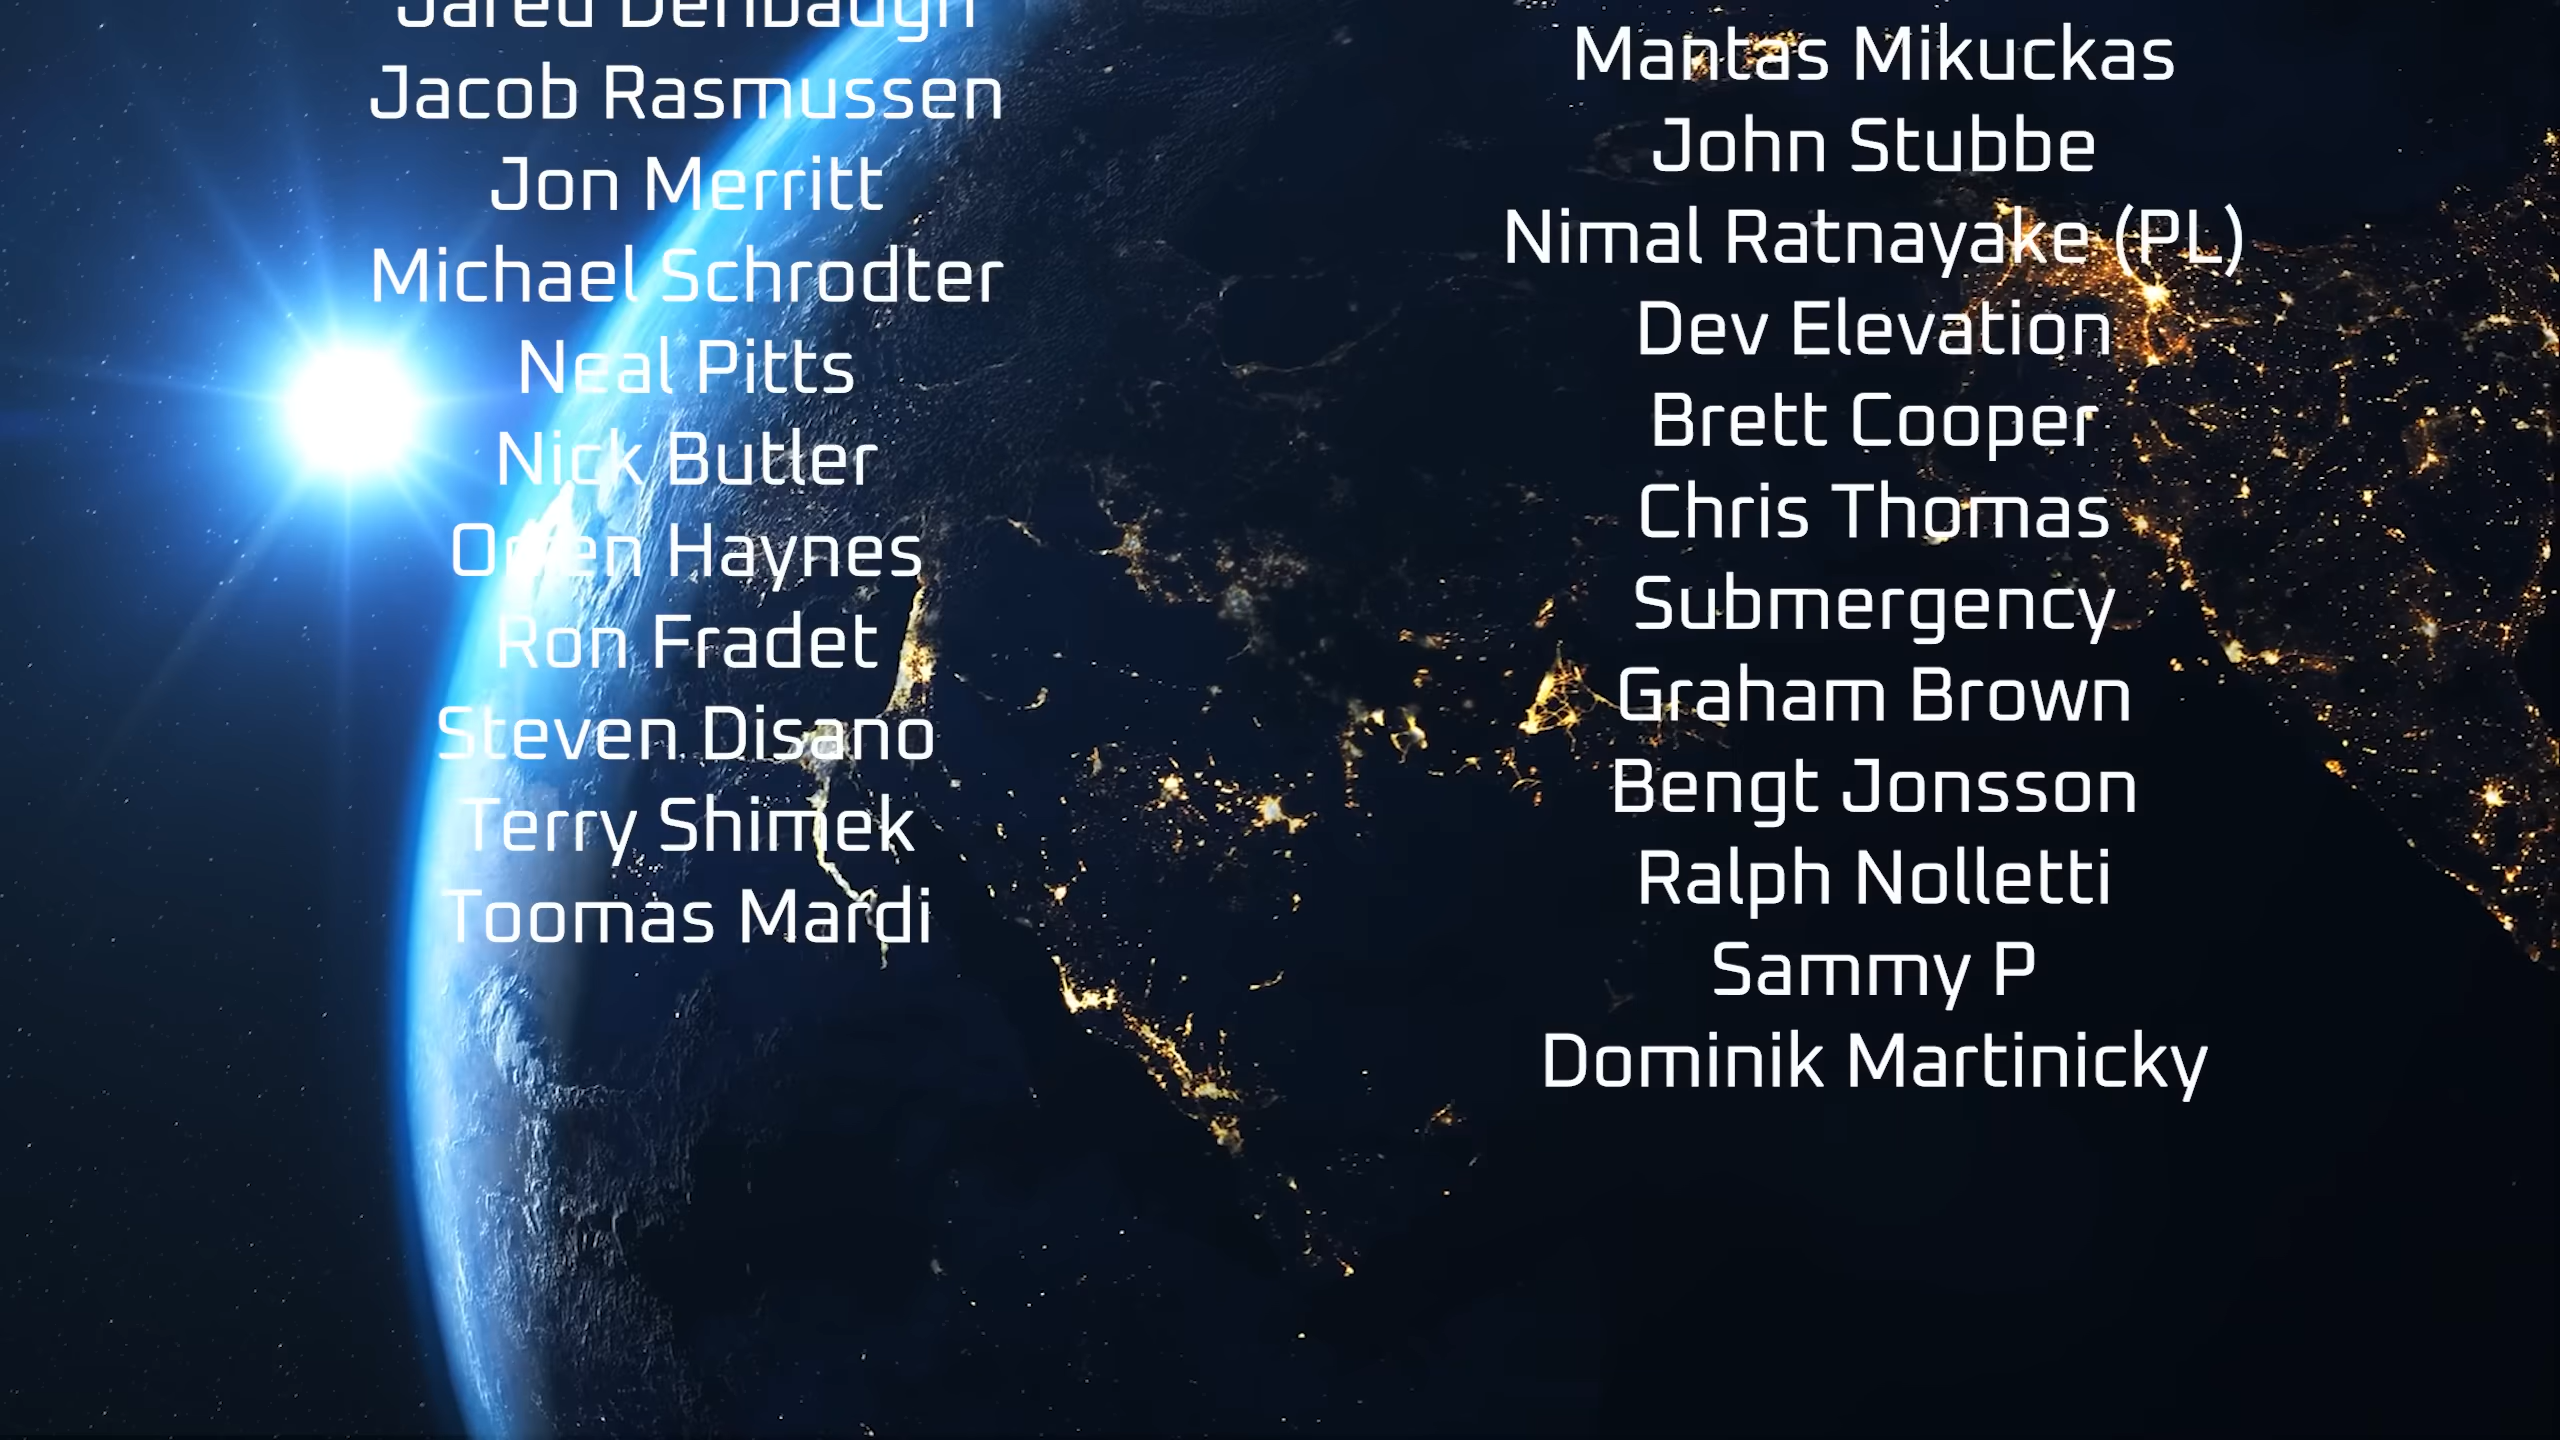 Jacob Rasmussen
Jon Merritt
Michael Schrodter
Neal Pitts
Nick Butler
Haynes
Ron Fradet
Steven Disano
Terry Shimek
Toomas Mardi
Mantas Mikuckas
John Stubbe
Nimal Ratnayake (PL)
Dev Elevation
Brett Cooper
Chris Thomas
Submergency
Graham Brown
Bengt Jonsson
Ralph Nolletti
Sammy P
Dominik Martinicky